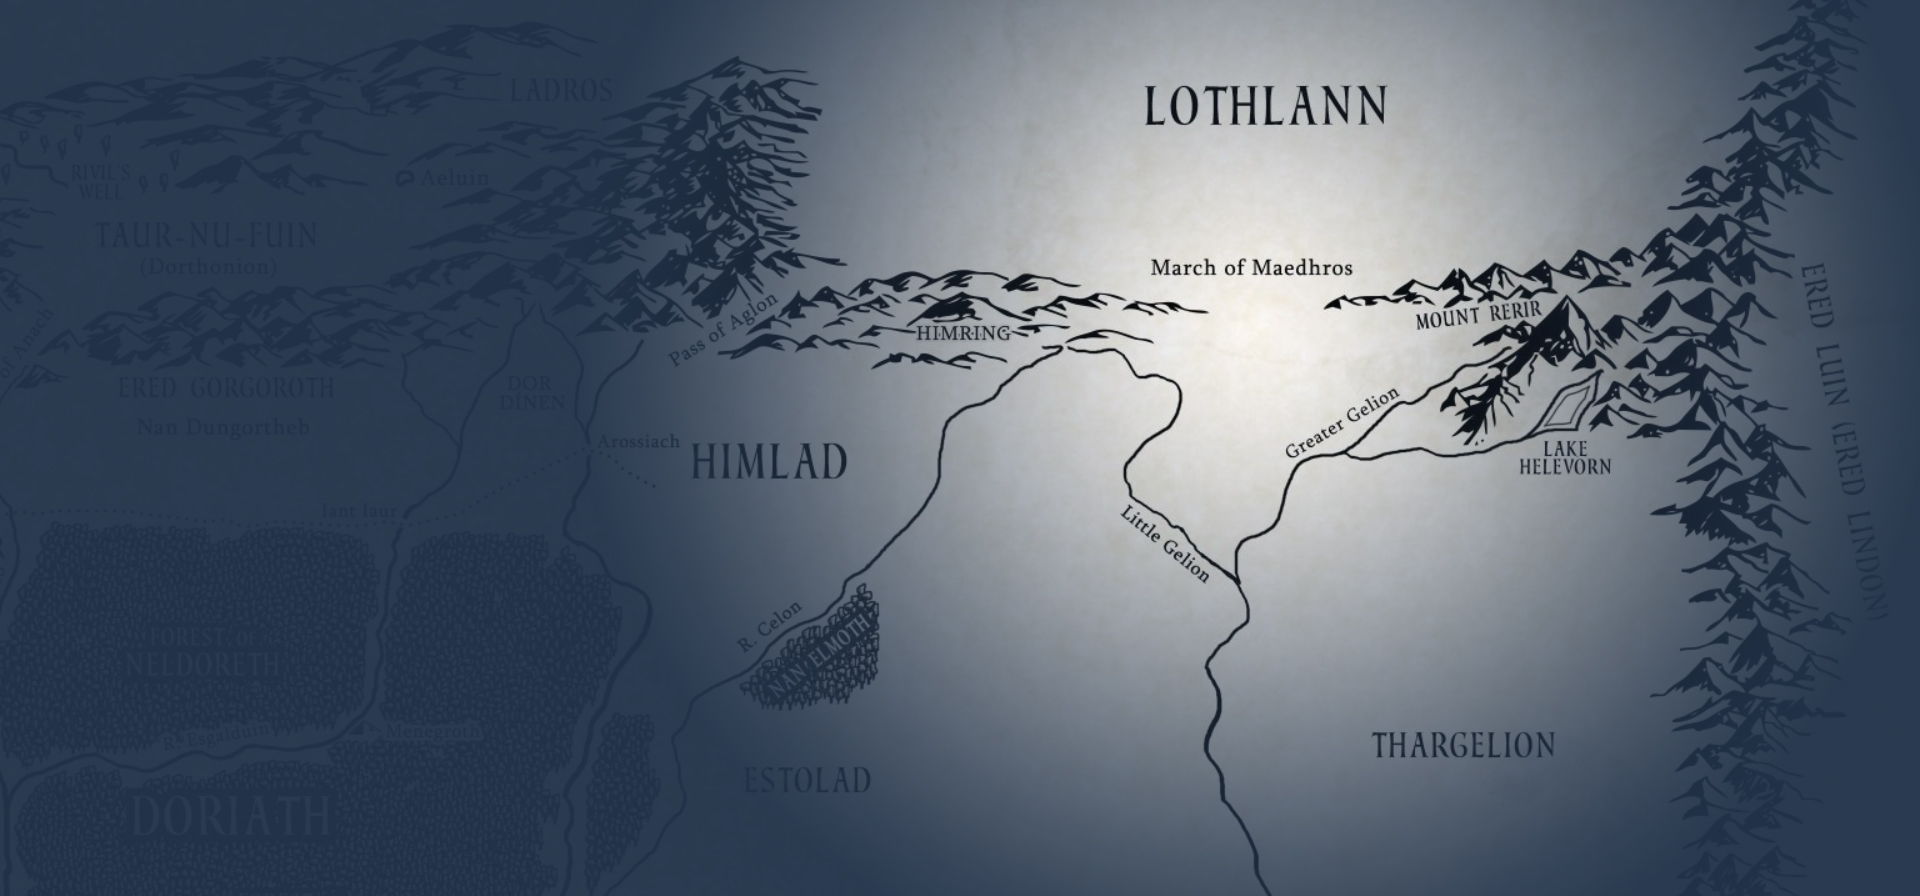 LADROS
LOTHLANN
RIVIL'S
WELL
Aeluin
TAUR-NU-FUIN
(Dorthonion)
March of Maedhros
Pass of Aglon
HIMRING
MOUNT RERIR
ERED LUIN (ERED LINDON)
of Anach
ERED GORGOROTH
DOR
DÍNEN
Nan Dungortheb
Greater Gelion
Arossiach
HIMLAD
LAKE
HELEVORN
Iant Iaur
Little Gelion
FOREST of
NELDORETH
R. Celon
NAN ELMOTH
R. Esgalduin
Menegroth
THARGELION
ESTOLAD
DORIATH